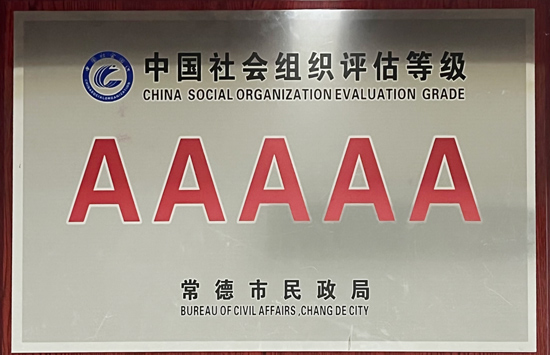 中国社会组织评估等级
CHINA SOCIAL ORGANIZATION EVALUATION GRADE
AAAAA
常德市民政局
BUREAU OF CIVIL AFFAIRS ,CHANG DE CITY